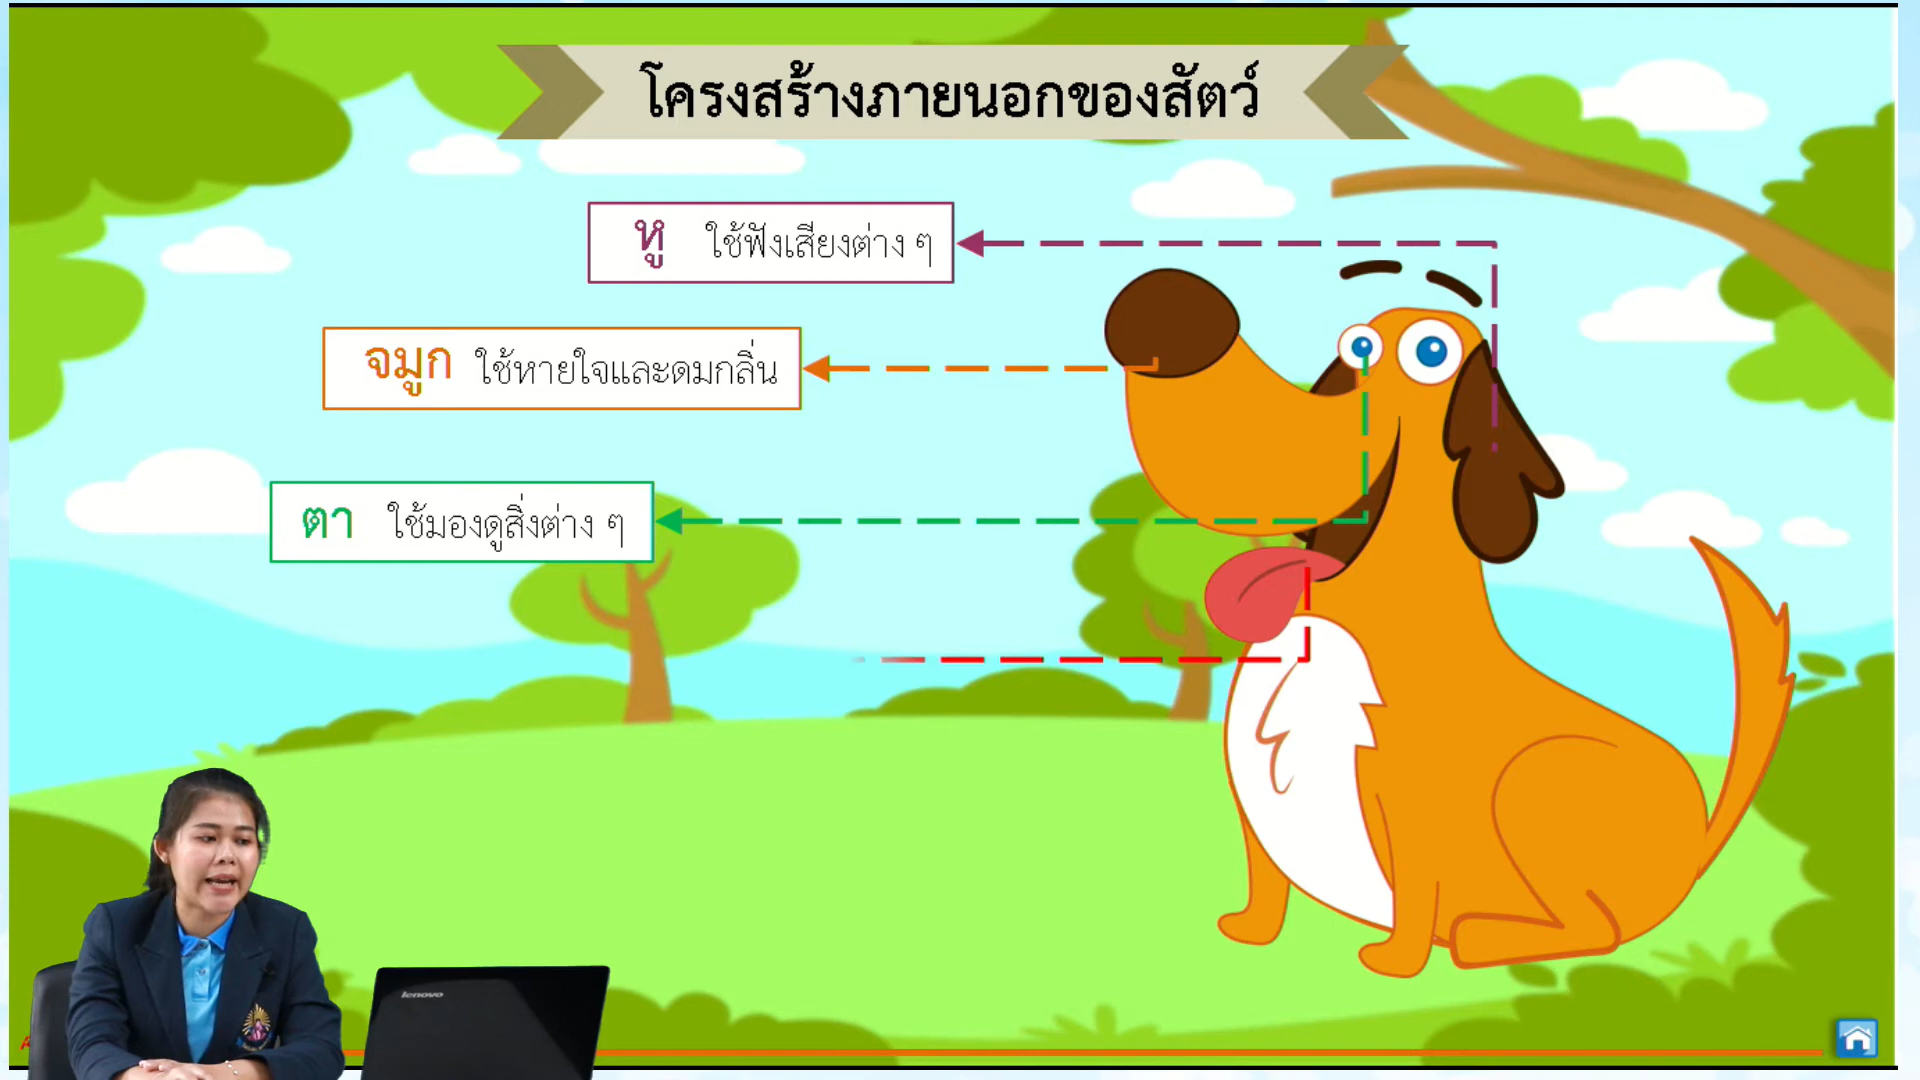 โครงสร้างภายนอกของสัตว์
หู ใช้ฟังเสียงต่าง ๆ
จมูก ใช้หายใจและดมกลิ่น
ตา ใช้มองดูสิ่งต่าง ๆ
lenovo